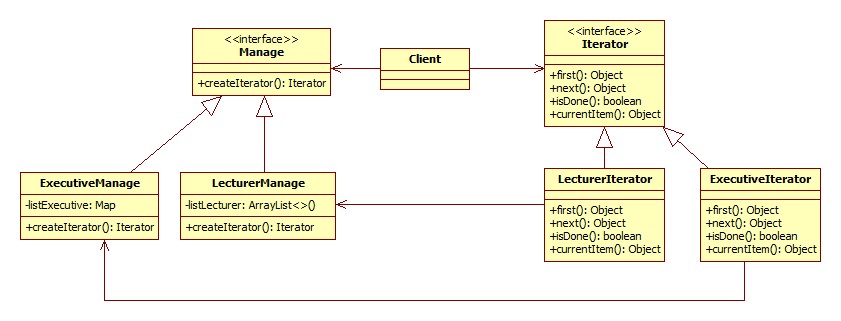 <<interface>>
Manage
+createIterator(): Iterator
Client
<<interface>>
Iterator
+first(): Object
+next(): Object
+isDone(): boolean
+currentItem(): Object
ExecutiveManage
-listExecutive: Map
+createIterator(): Iterator
LecturerManage
-listLecturer: ArrayList<>()
+createIterator(): Iterator
LecturerIterator
+first(): Object
+next(): Object
+isDone(): boolean
+currentItem(): Object
ExecutiveIterator
+first(): Object
+next(): Object
+isDone(): boolean
+currentItem(): Object